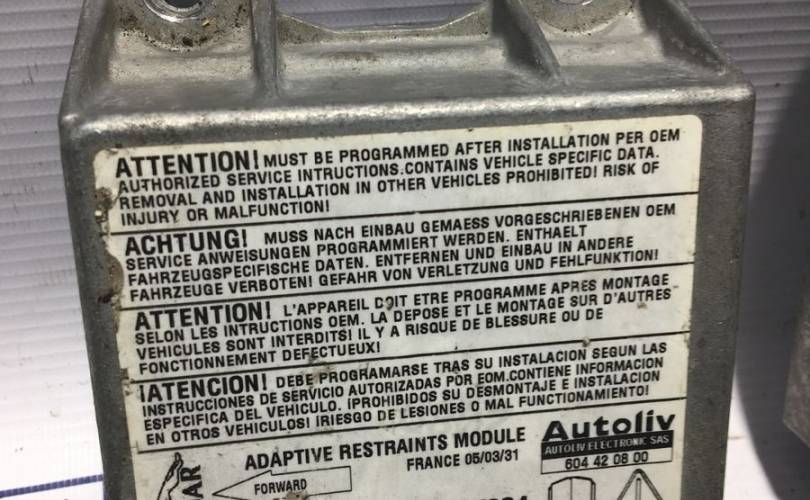 ATTENTION! MUST BE PROGRAMMED AFTER INSTALLATION PER OEM
AUTHORIZED SERVICE INTRUCTIONS.CONTAINS VEHICLE SPECIFIC DATA.
REMOVAL AND INSTALLATION IN OTHER VEHICLES PROHIBITED! RISK OF
INJURY OR MALFUNCTION!
ACHTUNG! MUSS NACH EINBAU GEMAESS VORGESCHRIEBENEN OEM
SERVICE ANWEISUNGEN PROGRAMMIERT WERDEN. ENTHAELT
FAHRZEUGSPEZIFISCHE DATEN. ENTFERNEN UND EINBAU IN ANDERE
FAHRZEUGE VERBOTEN! GEFAHR VON VERLETZUNG UND FEHLFUNKTION!
ATTENTION! L'APPAREIL DOIT ETRE PROGRAMME APRES MONTAGE
SELON LES INTRUCTIONS OEM. LA DEPOSE ET LE MONTAGE SUR D'AUTRES
VEHICULES SONT INTERDITS! IL Y A RISQUE DE BLESSURE OU DE
FONCTIONNEMENT DEFECTUEUX!
¡ATENCION! DEBE PROGRAMARSE TRAS SU INSTALACION SEGUN LAS
INSTRUCCIONES DE SERVICIO AUTORIZADAS POR EOM.CONTIENE INFORMACION
ESPECIFICA DEL VEHICULO. ¡PROHIBIDOS SU DESMONTAJE E INSTALACION
EN OTROS VEHICULOS! ¡RIESGO DE LESIONES O MAL FUNCIONAMIENTO!
ADAPTIVE RESTRAINTS MODULE
FRANCE 05/03/31
Autoliv
AUTOLIV ELECTRONIC SAS
604 42 08 00
FORWARD